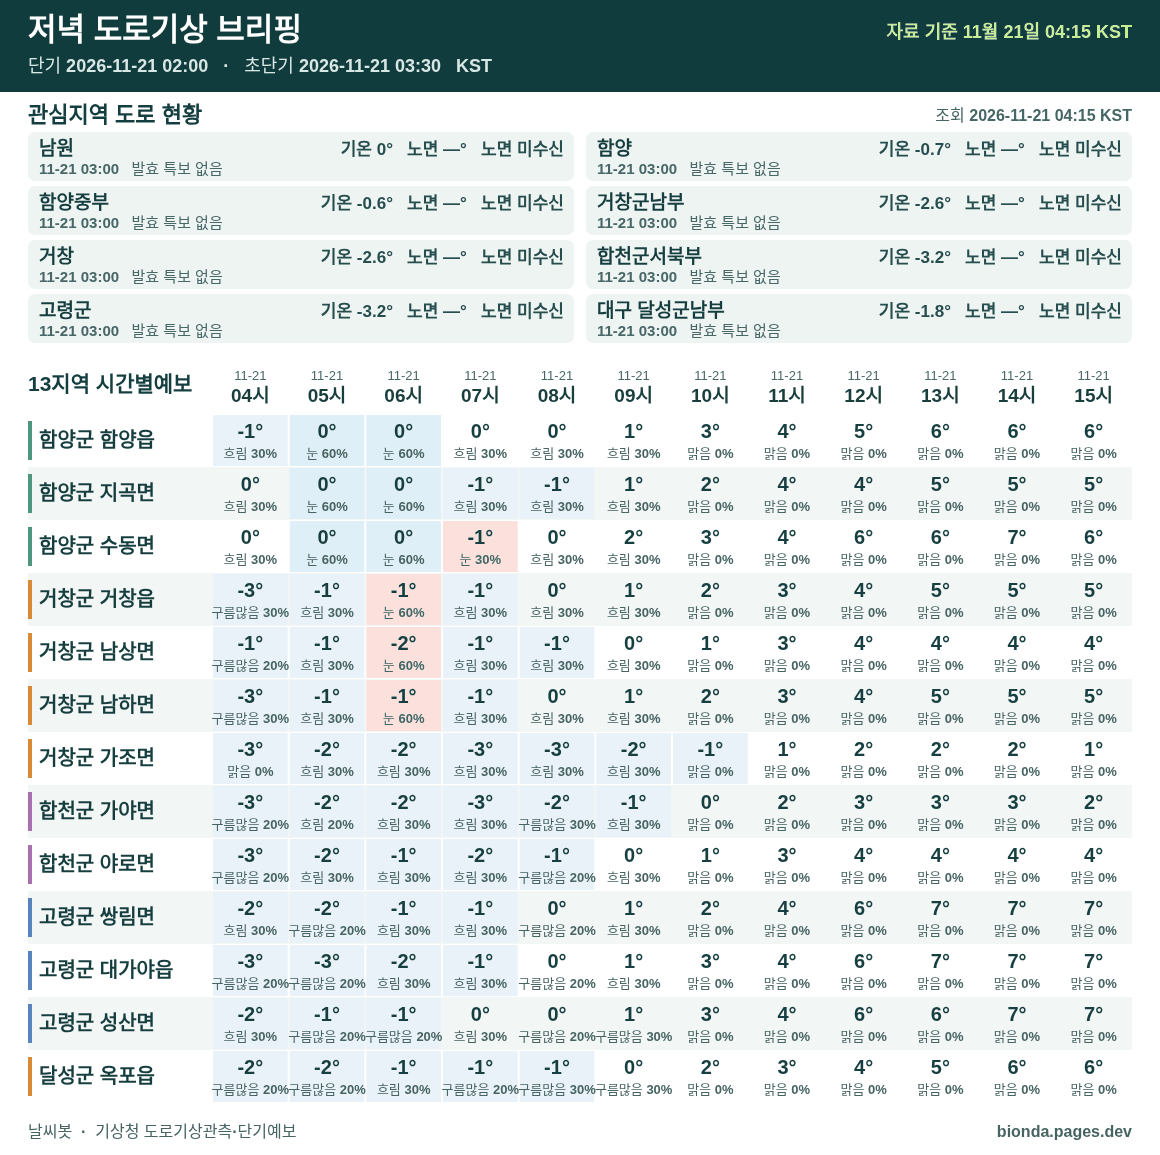 저녁 도로기상 브리핑
자료 기준 11월 21일 04:15 KST
단기 2026-11-21 02:00 · 초단기 2026-11-21 03:30 KST
관심지역 도로 현황
조회 2026-11-21 04:15 KST
남원 기온 0° 노면 —° 노면 미수신
11-21 03:00 발효 특보 없음
함양 기온 -0.7° 노면 —° 노면 미수신
11-21 03:00 발효 특보 없음
함양중부 기온 -0.6° 노면 —° 노면 미수신
11-21 03:00 발효 특보 없음
거창군남부 기온 -2.6° 노면 —° 노면 미수신
11-21 03:00 발효 특보 없음
거창 기온 -2.6° 노면 —° 노면 미수신
11-21 03:00 발효 특보 없음
합천군서북부 기온 -3.2° 노면 —° 노면 미수신
11-21 03:00 발효 특보 없음
고령군 기온 -3.2° 노면 —° 노면 미수신
11-21 03:00 발효 특보 없음
대구 달성군남부 기온 -1.8° 노면 —° 노면 미수신
11-21 03:00 발효 특보 없음
13지역 시간별예보
11-21 11-21 11-21 11-21 11-21 11-21 11-21 11-21 11-21 11-21 11-21 11-21
04시 05시 06시 07시 08시 09시 10시 11시 12시 13시 14시 15시
함양군 함양읍
-1° 0° 0° 0° 0° 1° 3° 4° 5° 6° 6° 6°
흐림 30% 눈 60% 눈 60% 흐림 30% 흐림 30% 흐림 30% 맑음 0% 맑음 0% 맑음 0% 맑음 0% 맑음 0% 맑음 0%
함양군 지곡면
0° 0° 0° -1° -1° 1° 2° 4° 4° 5° 5° 5°
흐림 30% 눈 60% 눈 60% 흐림 30% 흐림 30% 흐림 30% 맑음 0% 맑음 0% 맑음 0% 맑음 0% 맑음 0% 맑음 0%
함양군 수동면
0° 0° 0° -1° 0° 2° 3° 4° 6° 6° 7° 6°
흐림 30% 눈 60% 눈 60% 눈 30% 흐림 30% 흐림 30% 맑음 0% 맑음 0% 맑음 0% 맑음 0% 맑음 0% 맑음 0%
거창군 거창읍
-3° -1° -1° -1° 0° 1° 2° 3° 4° 5° 5° 5°
구름많음 30% 흐림 30% 눈 60% 흐림 30% 흐림 30% 흐림 30% 맑음 0% 맑음 0% 맑음 0% 맑음 0% 맑음 0% 맑음 0%
거창군 남상면
-1° -1° -2° -1° -1° 0° 1° 3° 4° 4° 4° 4°
구름많음 20% 흐림 30% 눈 60% 흐림 30% 흐림 30% 흐림 30% 맑음 0% 맑음 0% 맑음 0% 맑음 0% 맑음 0% 맑음 0%
거창군 남하면
-3° -1° -1° -1° 0° 1° 2° 3° 4° 5° 5° 5°
구름많음 30% 흐림 30% 눈 60% 흐림 30% 흐림 30% 흐림 30% 맑음 0% 맑음 0% 맑음 0% 맑음 0% 맑음 0% 맑음 0%
거창군 가조면
-3° -2° -2° -3° -3° -2° -1° 1° 2° 2° 2° 1°
맑음 0% 흐림 30% 흐림 30% 흐림 30% 흐림 30% 흐림 30% 맑음 0% 맑음 0% 맑음 0% 맑음 0% 맑음 0% 맑음 0%
합천군 가야면
-3° -2° -2° -3° -2° -1° 0° 2° 3° 3° 3° 2°
구름많음 20% 흐림 20% 흐림 30% 흐림 30% 구름많음 30% 흐림 30% 맑음 0% 맑음 0% 맑음 0% 맑음 0% 맑음 0% 맑음 0%
합천군 야로면
-3° -2° -1° -2° -1° 0° 1° 3° 4° 4° 4° 4°
구름많음 20% 흐림 30% 흐림 30% 흐림 30% 구름많음 20% 흐림 30% 맑음 0% 맑음 0% 맑음 0% 맑음 0% 맑음 0% 맑음 0%
고령군 쌍림면
-2° -2° -1° -1° 0° 1° 2° 4° 6° 7° 7° 7°
흐림 30% 구름많음 20% 흐림 30% 흐림 30% 구름많음 20% 흐림 30% 맑음 0% 맑음 0% 맑음 0% 맑음 0% 맑음 0% 맑음 0%
고령군 대가야읍
-3° -3° -2° -1° 0° 1° 3° 4° 6° 7° 7° 7°
구름많음 20% 구름많음 20% 흐림 30% 흐림 30% 구름많음 20% 흐림 30% 맑음 0% 맑음 0% 맑음 0% 맑음 0% 맑음 0% 맑음 0%
고령군 성산면
-2° -1° -1° 0° 0° 1° 3° 4° 6° 6° 7° 7°
흐림 30% 구름많음 20% 구름많음 20% 흐림 30% 구름많음 20% 구름많음 30% 맑음 0% 맑음 0% 맑음 0% 맑음 0% 맑음 0% 맑음 0%
달성군 옥포읍
-2° -2° -1° -1° -1° 0° 2° 3° 4° 5° 6° 6°
구름많음 20% 구름많음 20% 흐림 30% 구름많음 20% 구름많음 30% 구름많음 30% 맑음 0% 맑음 0% 맑음 0% 맑음 0% 맑음 0% 맑음 0%
날씨봇 · 기상청 도로기상관측·단기예보
bionda.pages.dev